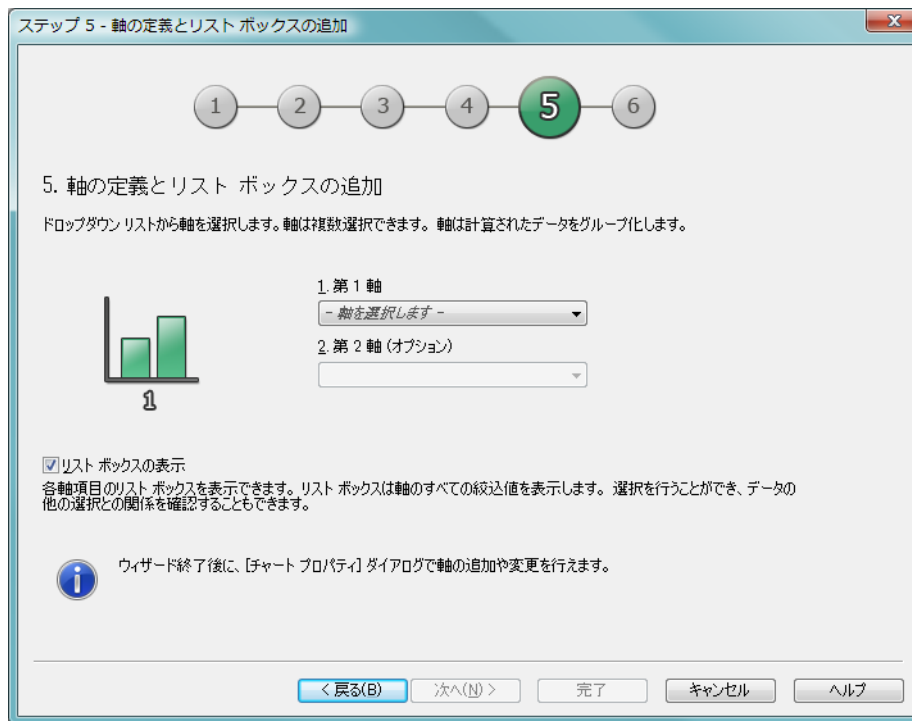 ステップ 5 - 軸の定義とリスト ボックスの追加
X
1 2 3 4 5 6
5. 軸の定義とリスト ボックスの追加
ドロップダウン リストから軸を選択します。軸は複数選択できます。 軸は計算されたデータをグループ化します。
1. 第 1 軸
- 軸を選択します -
2. 第 2 軸 (オプション)
1
リスト ボックスの表示
各軸項目のリスト ボックスを表示できます。リスト ボックスは軸のすべての絞込値を表示します。 選択を行うことができ、データの
他の選択との関係を確認することもできます。
i
ウィザード終了後に、[チャート プロパティ] ダイアログで軸の追加や変更を行えます。
< 戻る(B) 次へ(N) > 完了 キャンセル ヘルプ